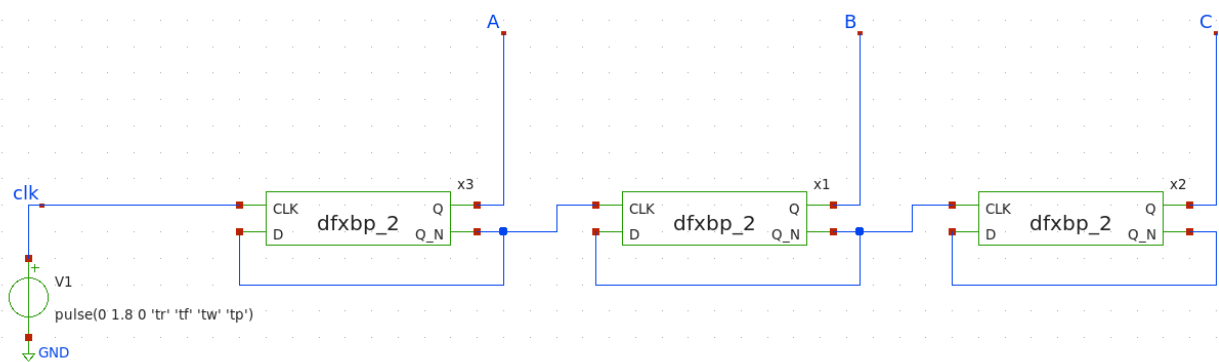 A
B
C
clk
x3
x1
x2
CLK
Q
dfxbp_2
D
Q_N
CLK
Q
dfxbp_2
D
Q_N
CLK
Q
dfxbp_2
D
Q_N
+
V1
pulse(0 1.8 0 'tr' 'tf' 'tw' 'tp')
GND